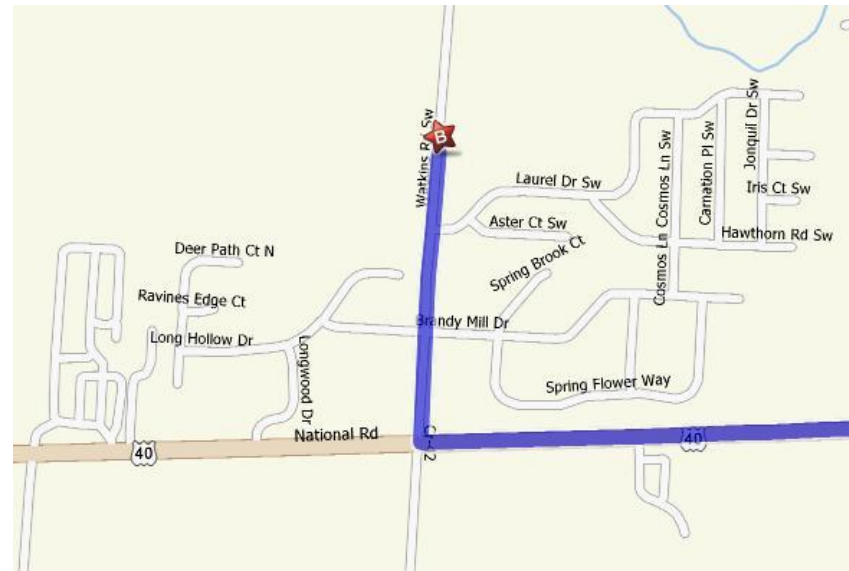 B
Watkins Rd Sw
Laurel Dr Sw
Cosmos Ln Sw
Carnation Pl Sw
Jonquil Dr Sw
Iris Ct Sw
Aster Ct Sw
Hawthorn Rd Sw
Deer Path Ct N
Spring Brook Ct
Cosmos Ln
Ravines Edge Ct
Brandy Mill Dr
Long Hollow Dr
Longwood Dr
Spring Flower Way
National Rd
40
40